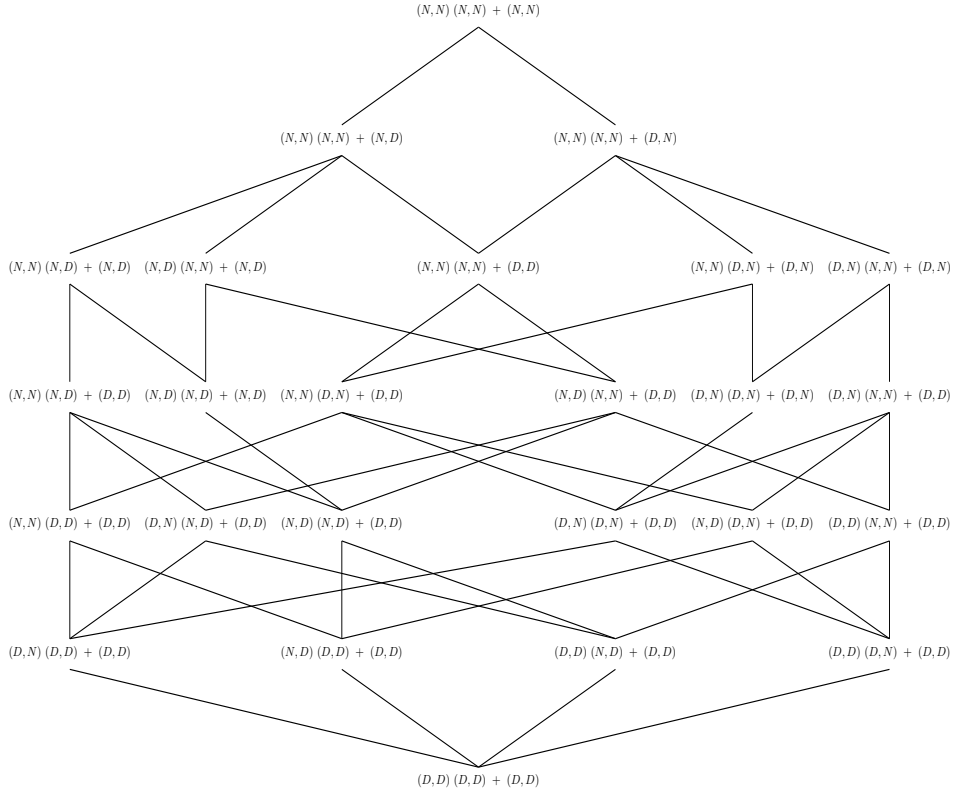 (N, N) (N, N) + (N, N)
(N, N) (N, N) + (N, D) (N, N) (N, N) + (D, N)
(N, N) (N, D) + (N, D) (N, D) (N, N) + (N, D) (N, N) (N, N) + (D, D) (N, N) (D, N) + (D, N) (D, N) (N, N) + (D, N)
(N, N) (N, D) + (D, D) (N, D) (N, D) + (N, D) (N, N) (D, N) + (D, D) (N, D) (N, N) + (D, D) (D, N) (D, N) + (D, N) (D, N) (N, N) + (D, D)
(N, N) (D, D) + (D, D) (D, N) (N, D) + (D, D) (N, D) (N, D) + (D, D) (D, N) (D, N) + (D, D) (N, D) (D, N) + (D, D) (D, D) (N, N) + (D, D)
(D, N) (D, D) + (D, D) (N, D) (D, D) + (D, D) (D, D) (N, D) + (D, D) (D, D) (D, N) + (D, D)
(D, D) (D, D) + (D, D)